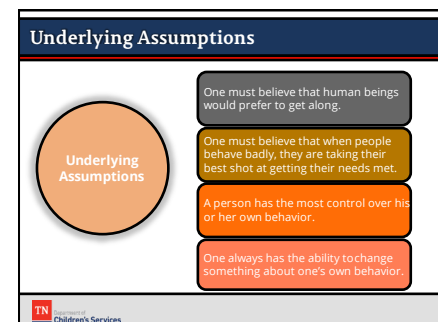 Underlying Assumptions
Underlying
Assumptions
One must believe that human beings
would prefer to get along.
One must believe that when people
behave badly, they are taking their
best shot at getting their needs met.
A person has the most control over his
or her own behavior.
One always has the ability tochange
something about one's own behavior.
TN
Department of
Children's Services